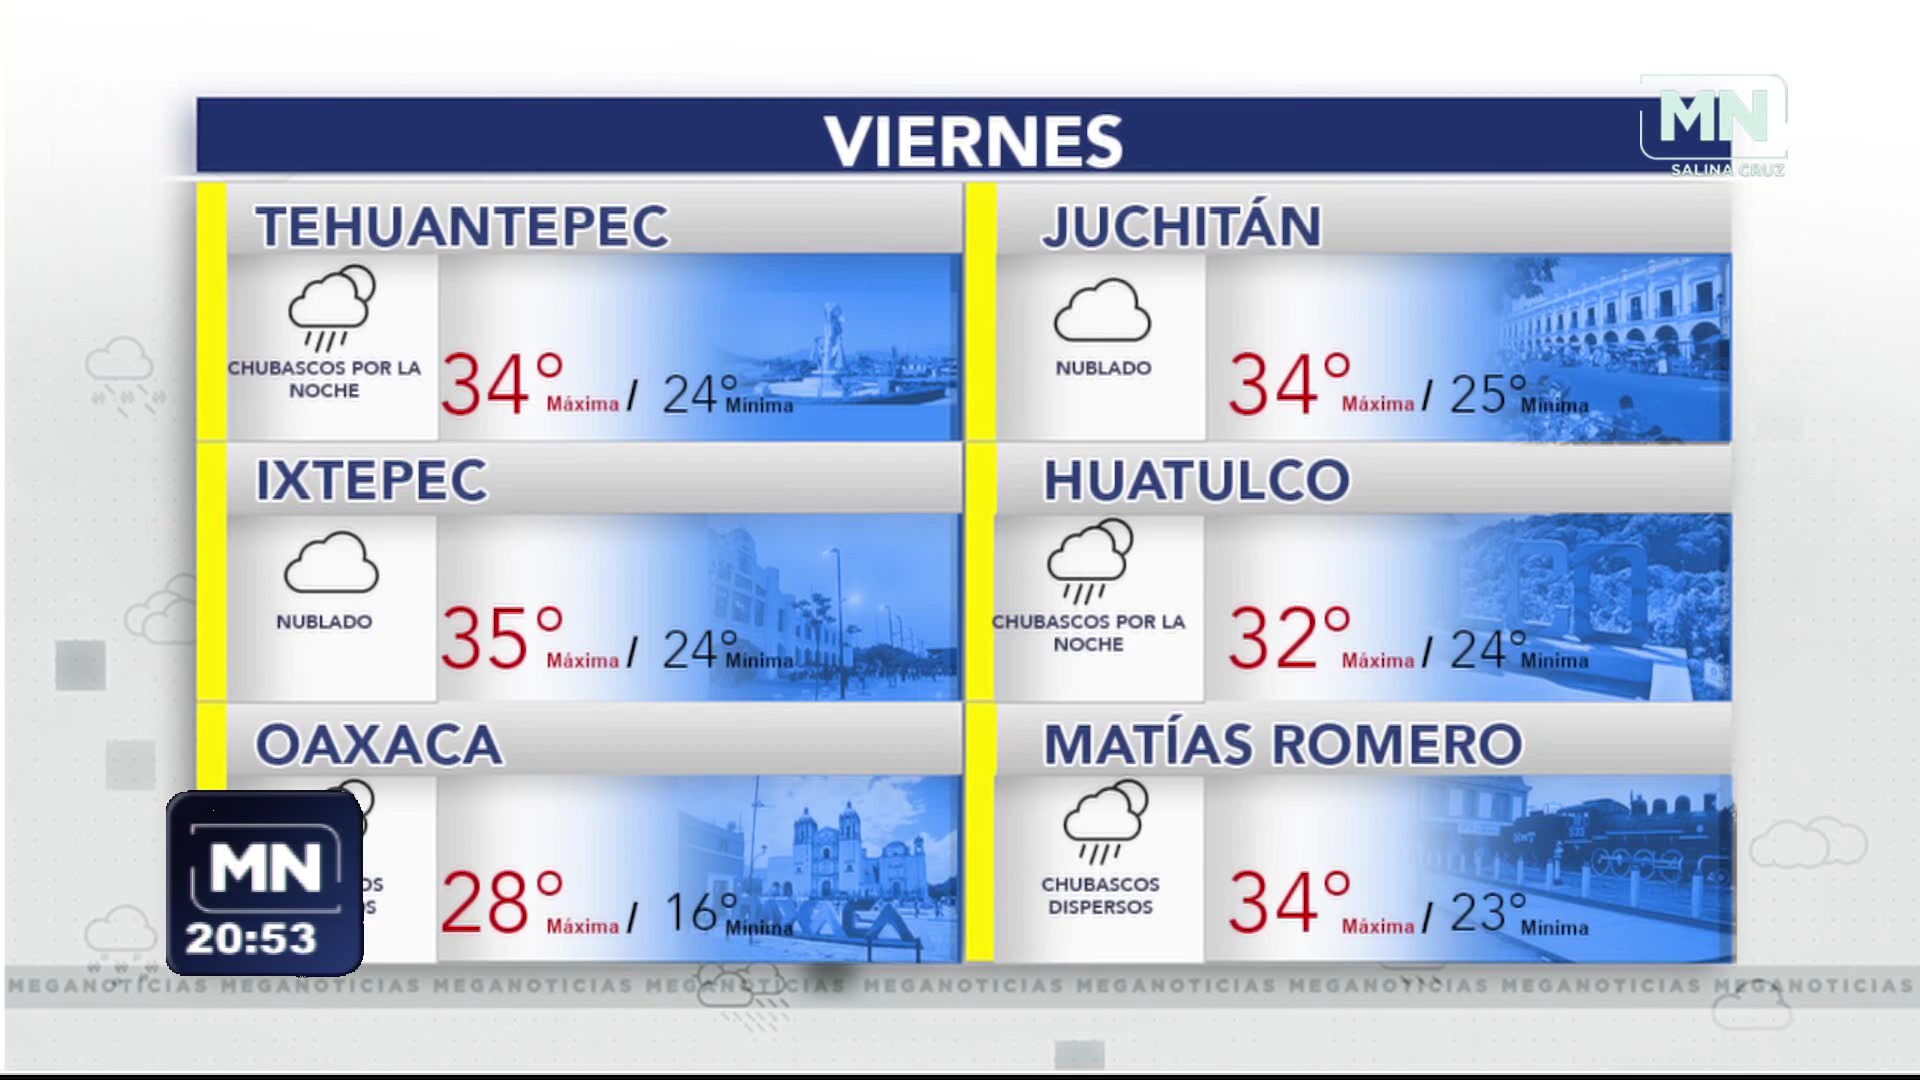 VIERNES
MN
SALINA CRUZ
TEHUANTEPEC
CHUBASCOS POR LA
NOCHE
34° Máxima / 24° Mínima
JUCHITÁN
NUBLADO
34° Máxima / 25° Mínima
IXTEPEC
NUBLADO
35° Máxima / 24° Mínima
HUATULCO
CHUBASCOS POR LA
NOCHE
32° Máxima / 24° Mínima
OAXACA
28° Máxima / 16° Mínima
MATÍAS ROMERO
CHUBASCOS
DISPERSOS
34° Máxima / 23° Mínima
MN
20:53
MEGANOTICIAS MEGANOTICIAS MEGANOTICIAS MEGANOTICIAS MEGANOTICIAS MEGANOTICIAS MEGANOTICIAS MEGANOTICIAS MEGANOTICIAS